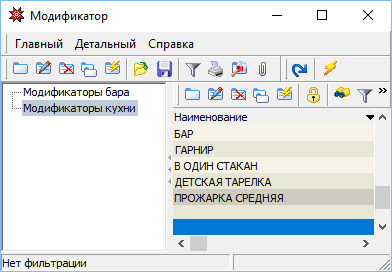 Модификатор
Главный Детальный Справка
Модификаторы бара
Модификаторы кухни
Наименование
БАР
ГАРНИР
В ОДИН СТАКАН
ДЕТСКАЯ ТАРЕЛКА
ПРОЖАРКА СРЕДНЯЯ
Нет фильтрации